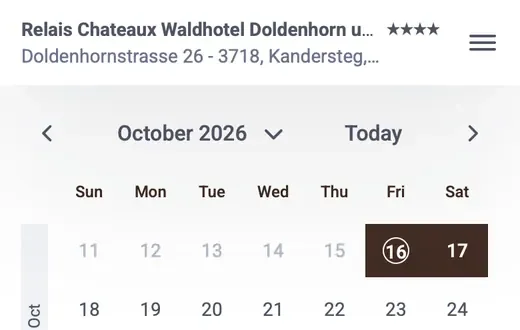 Relais Chateaux Waldhotel Doldenhorn u... ★★★★
Doldenhornstrasse 26 - 3718, Kandersteg,...
October 2026 Today
Sun Mon Tue Wed Thu Fri Sat
11 12 13 14 15 16 17
Oct
18 19 20 21 22 23 24